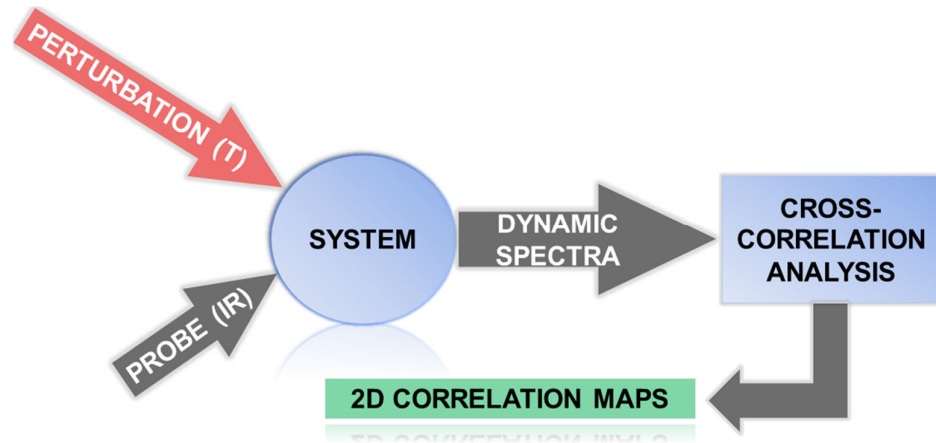 PERTURBATION (T)
SYSTEM
PROBE (IR)
DYNAMIC
SPECTRA
CROSS-
CORRELATION
ANALYSIS
2D CORRELATION MAPS